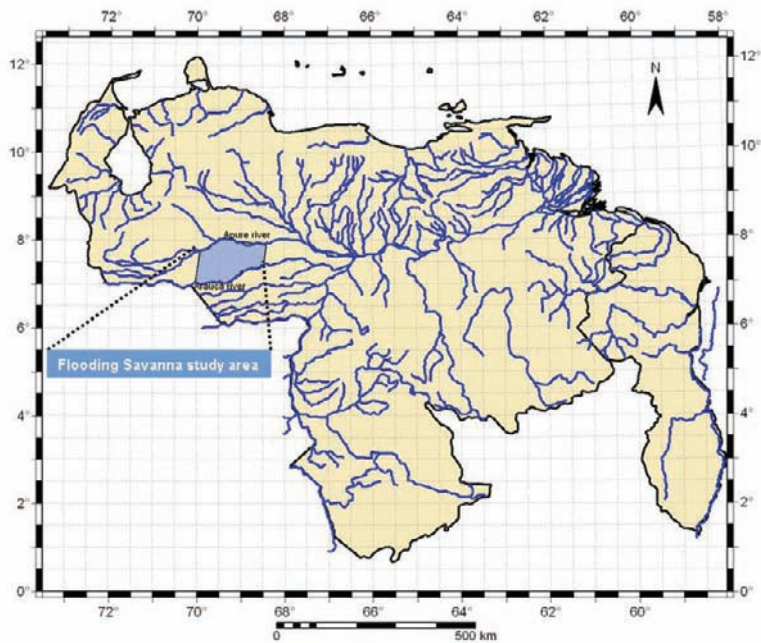 72° 70° 68° 66° 64° 62° 60° 58°
12° 12°
N
10° 10°
8° Apure river 8°
Arauca river
6° 6°
Flooding Savanna study area
4° 4°
2° 2°
0° 0°
72° 70° 68° 66° 64° 62° 60°
0 500 km